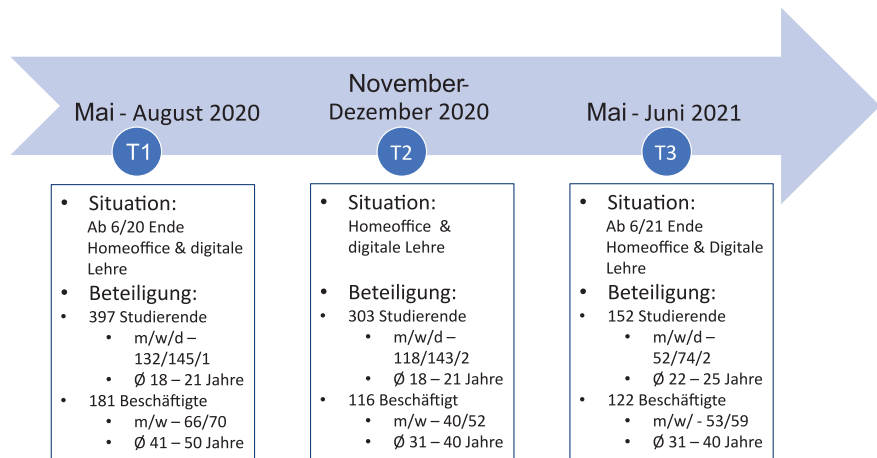 Mai - August 2020
T1
• Situation:
Ab 6/20 Ende
Homeoffice & digitale
Lehre
• Beteiligung:
• 397 Studierende
• m/w/d –
132/145/1
• Ø 18 – 21 Jahre
• 181 Beschäftigte
• m/w – 66/70
• Ø 41 – 50 Jahre
November-
Dezember 2020
T2
• Situation:
Homeoffice &
digitale Lehre
• Beteiligung:
• 303 Studierende
• m/w/d –
118/143/2
• Ø 18 – 21 Jahre
• 116 Beschäftigt
• m/w – 40/52
• Ø 31 – 40 Jahre
Mai - Juni 2021
T3
• Situation:
Ab 6/21 Ende
Homeoffice & Digitale
Lehre
• Beteiligung:
• 152 Studierende
• m/w/d –
52/74/2
• Ø 22 – 25 Jahre
• 122 Beschäftigte
• m/w/ - 53/59
• Ø 31 – 40 Jahre